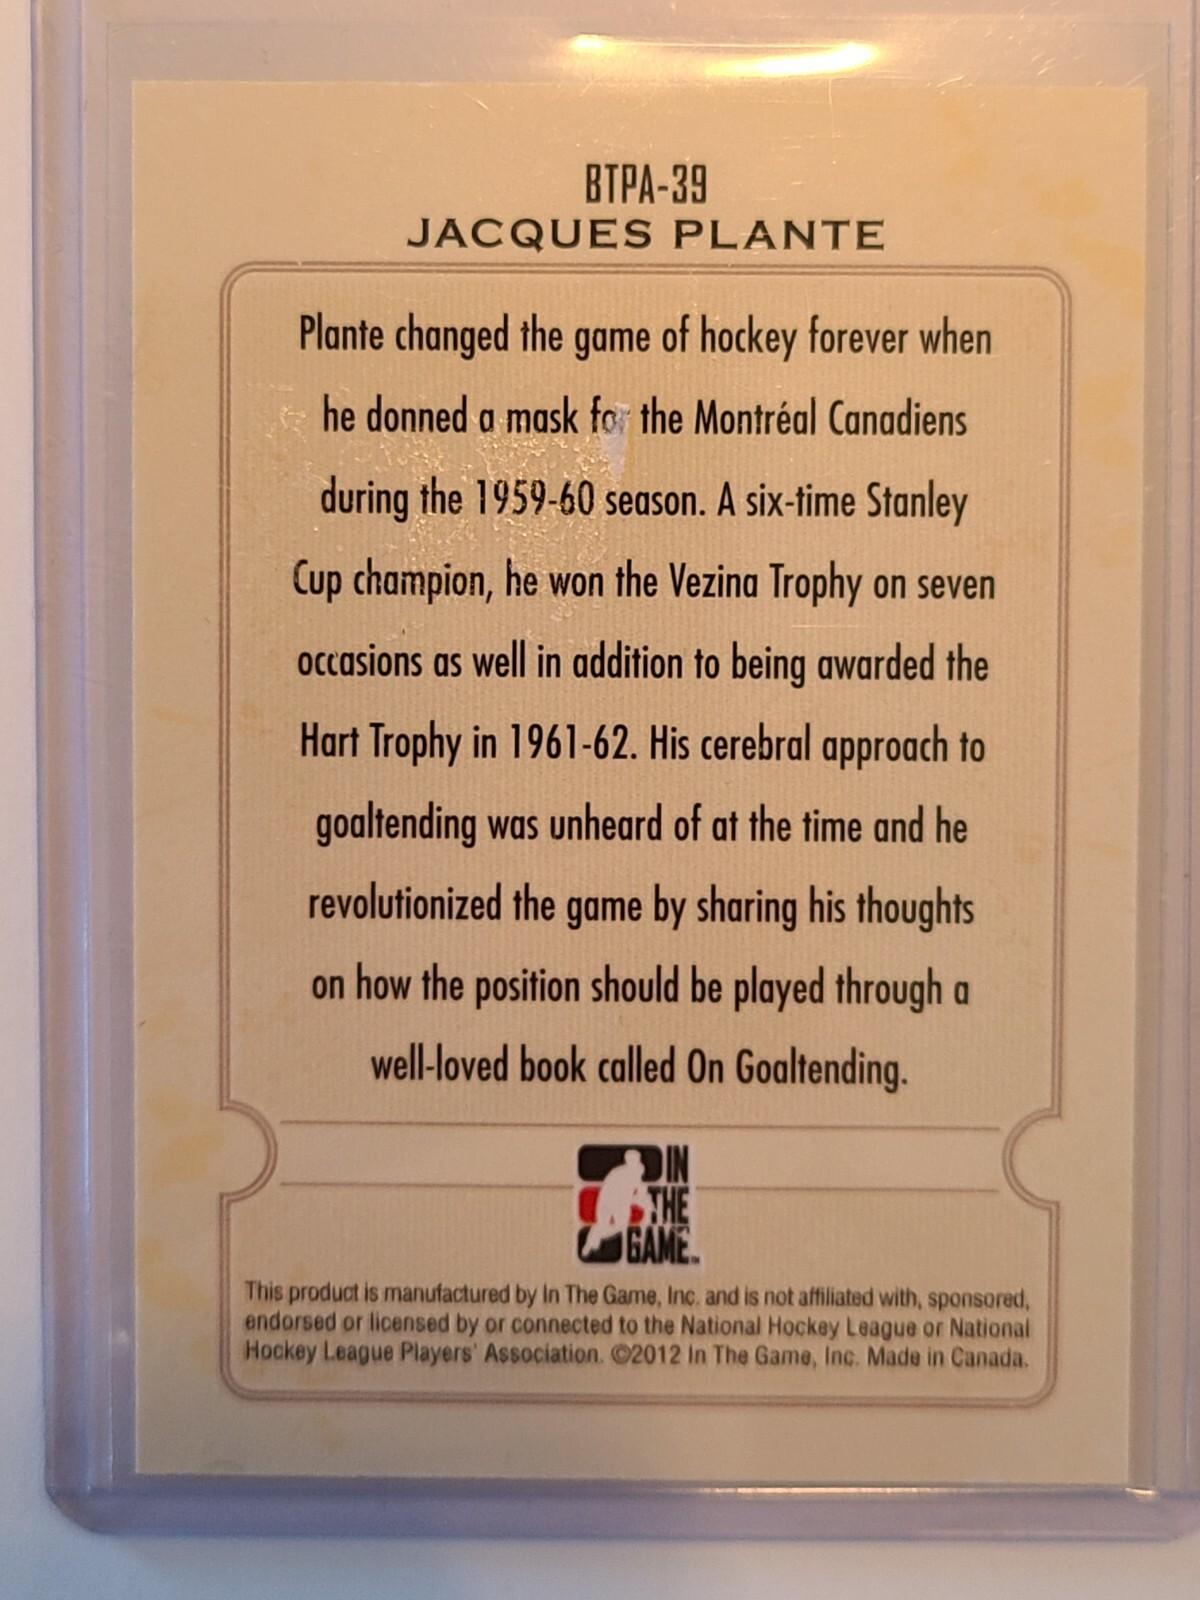 BTPA-39
JACQUES PLANTE
Plante changed the game of hockey forever when
he donned a mask for the Montréal Canadiens
during the 1959-60 season. A six-time Stanley
Cup champion, he won the Vezina Trophy on seven
occasions as well in addition to being awarded the
Hart Trophy in 1961-62. His cerebral approach to
goaltending was unheard of at the time and he
revolutionized the game by sharing his thoughts
on how the position should be played through a
well-loved book called On Goaltending.
IN
THE
GAME™
This product is manufactured by In The Game, Inc. and is not affiliated with, sponsored,
endorsed or licensed by or connected to the National Hockey League or National
Hockey League Players' Association. ©2012 In The Game, Inc. Made in Canada.